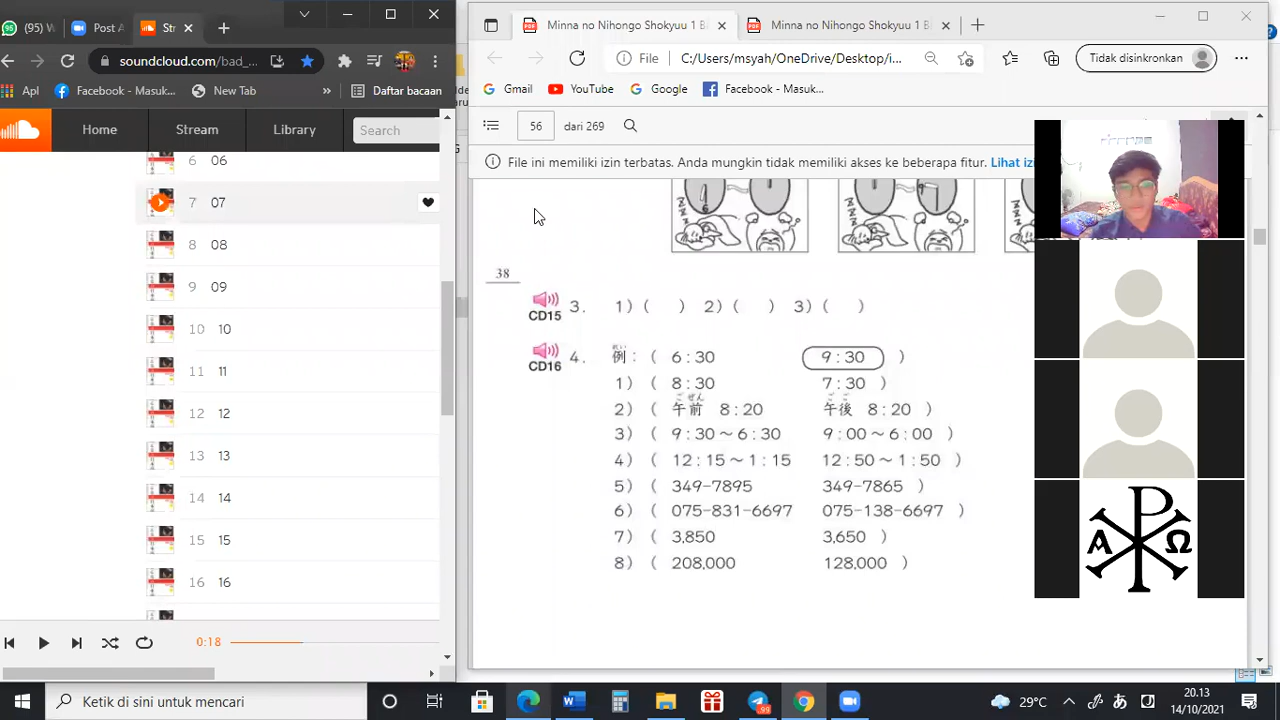 (95) W
Post A
Str
soundcloud.com
Apl
Facebook - Masuk...
New Tab
Daftar bacaan
Home
Stream
Library
Search
6 06
7 07
8 08
9 09
10 10
11 11
12 12
13 13
14 14
15 15
16 16
0:18
Minna no Nihongo Shokyuu 1 B
Minna no Nihongo Shokyuu 1 B
File
C:/Users/msyah/OneDrive/Desktop/i...
Tidak disinkronkan
Gmail
YouTube
Google
Facebook - Masuk...
56
dari 269
File ini memiliki izin terbatas. Anda mungkin tidak memiliki akses ke beberapa fitur. Lihat izi
38
CD15
3. 1) ( ) 2) ( ) 3) (
CD16
4. 例: ( 6:30 9:30 )
1) ( 8:30 7:30 )
ごぜん ごご
2) ( 午前 8:20 午後 8:20 )
3) ( 9:30~6:30 9:00~6:00 )
4) ( 12:15~1:15 12:50~1:50 )
5) ( 349-7895 349-7865 )
6) ( 075-831-6697 075-138-6697 )
7) ( 3,850 3,650 )
8) ( 208,000 128,000 )
Α Ω
Ketik di sini untuk mencari
29°C
あ
20.13
14/10/2021